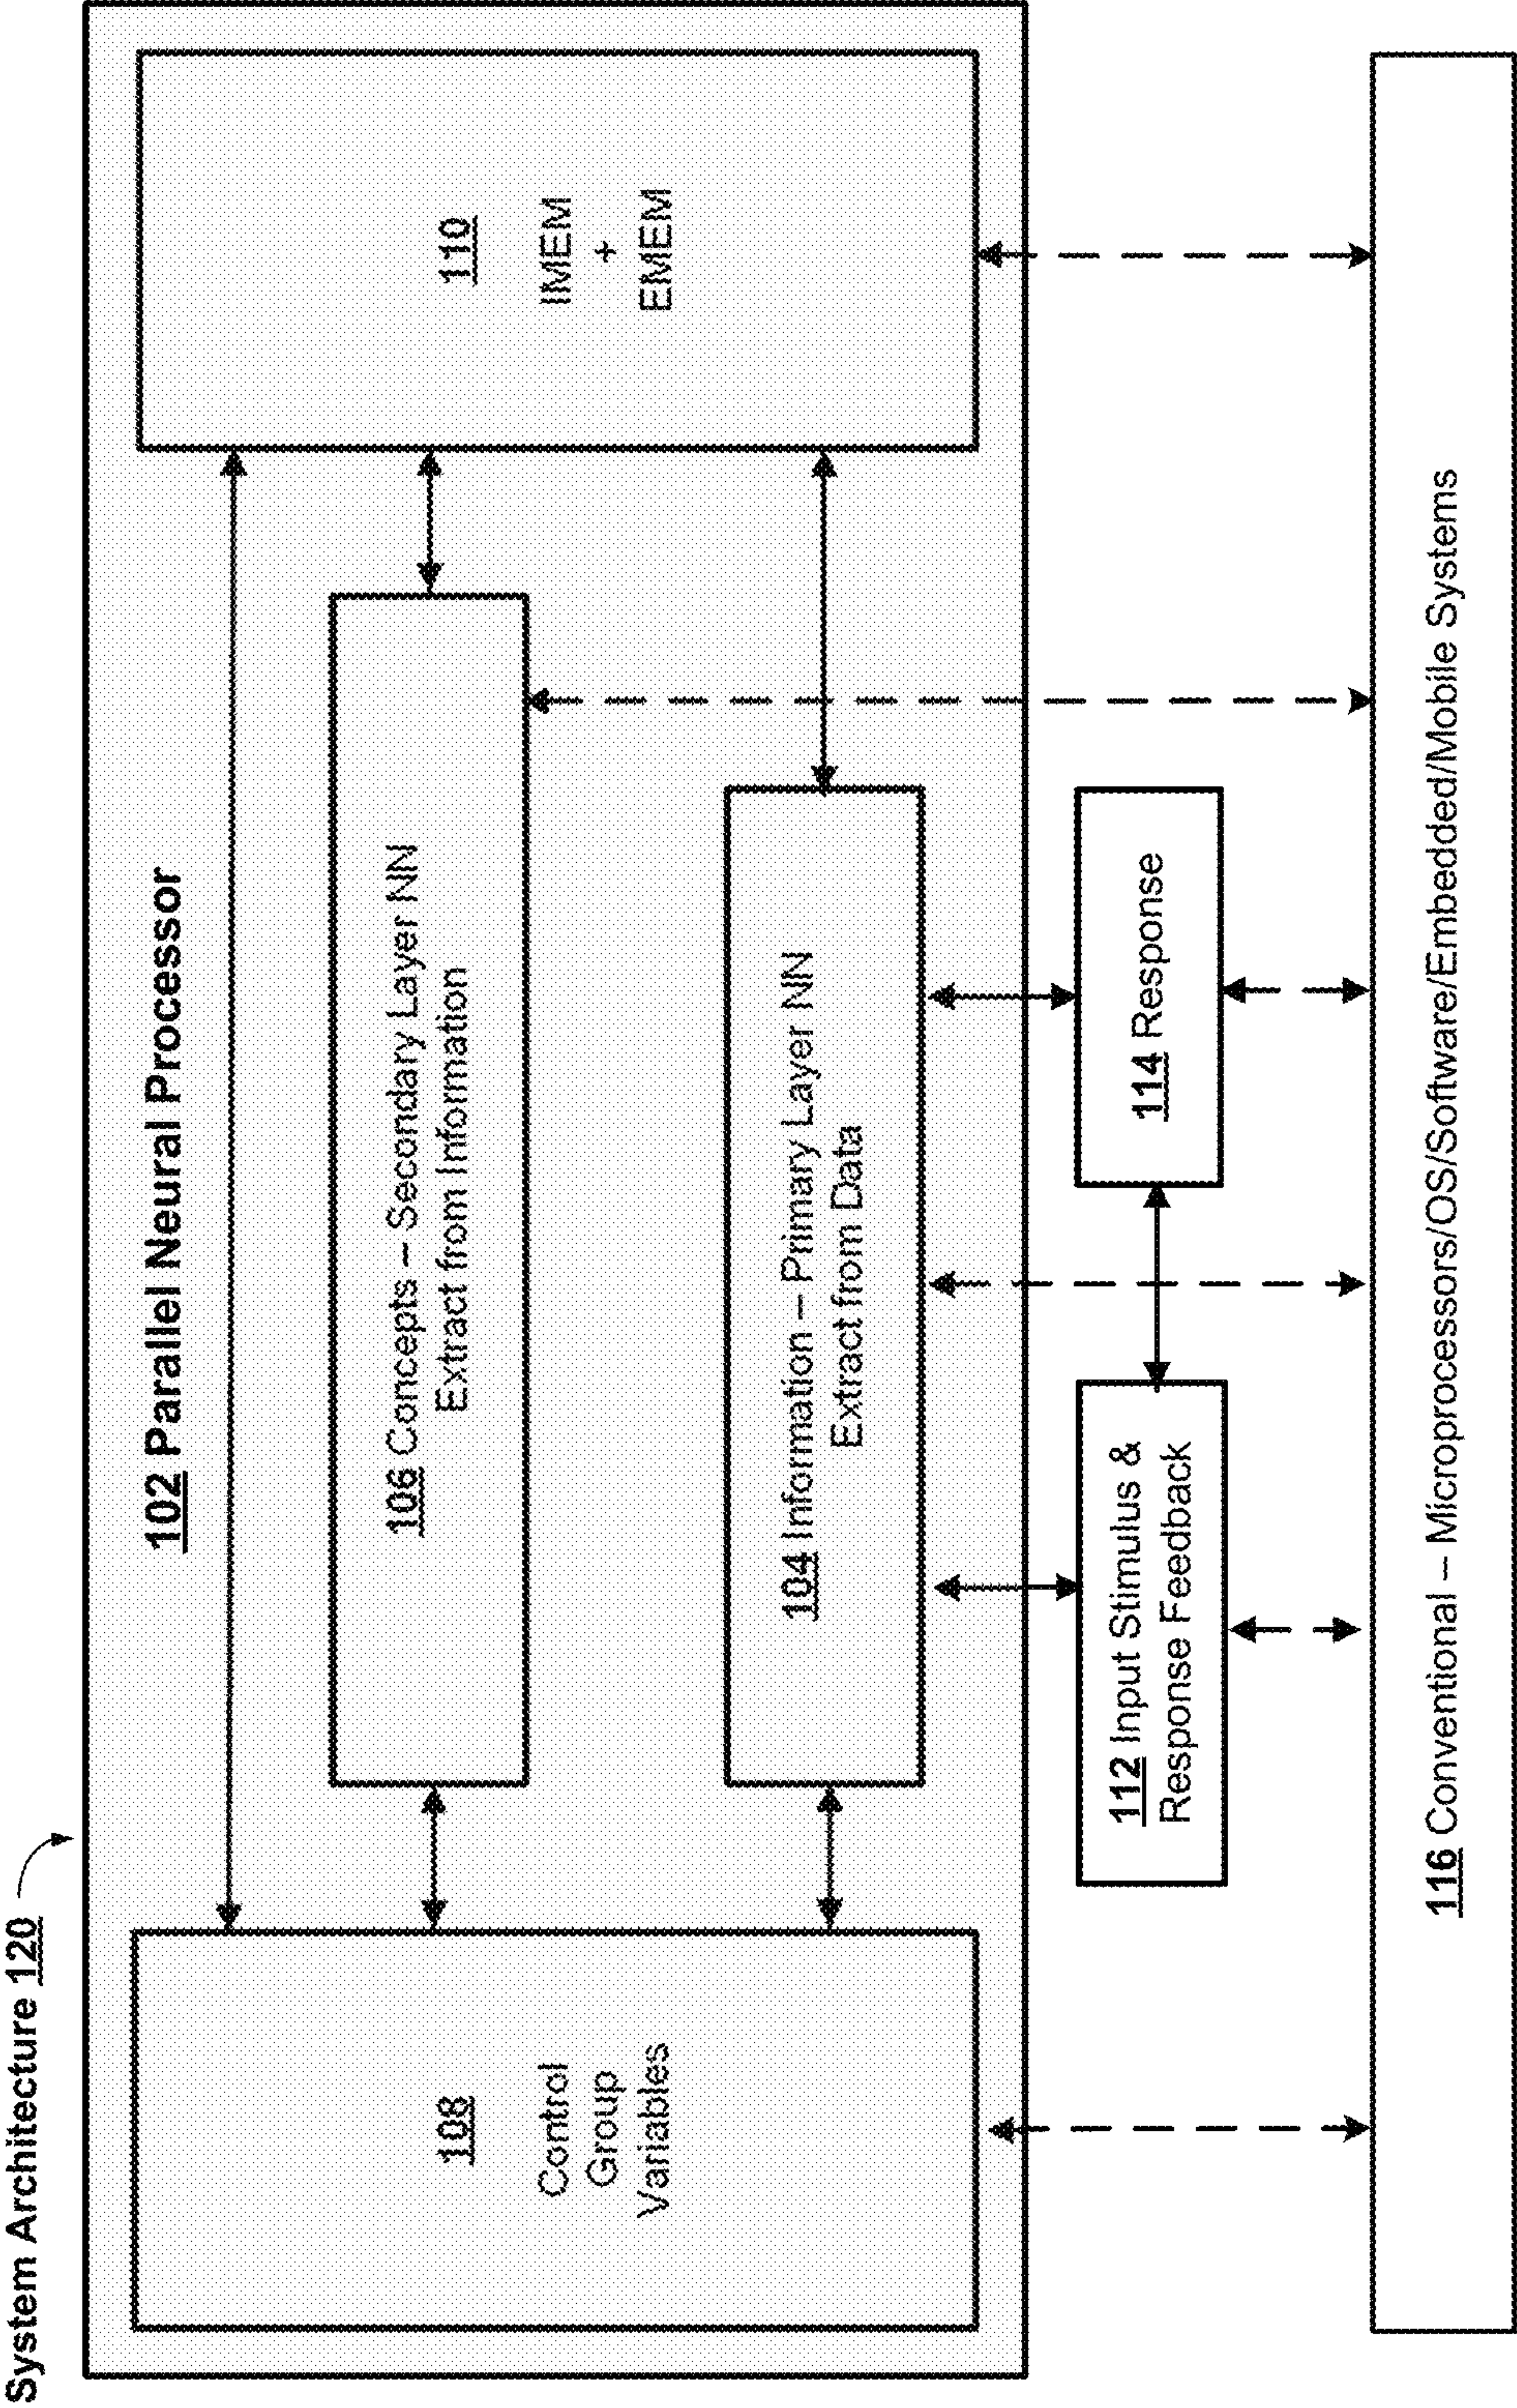 System Architecture 120
102 Parallel Neural Processor
106 Concepts – Secondary Layer NN
Extract from Information
104 Information – Primary Layer NN
Extract from Data
108
Control
Group
Variables
110
IMEM
+
EMEM
112 Input Stimulus &
Response Feedback
114 Response
116 Conventional – Microprocessors/OS/Software/Embedded/Mobile Systems